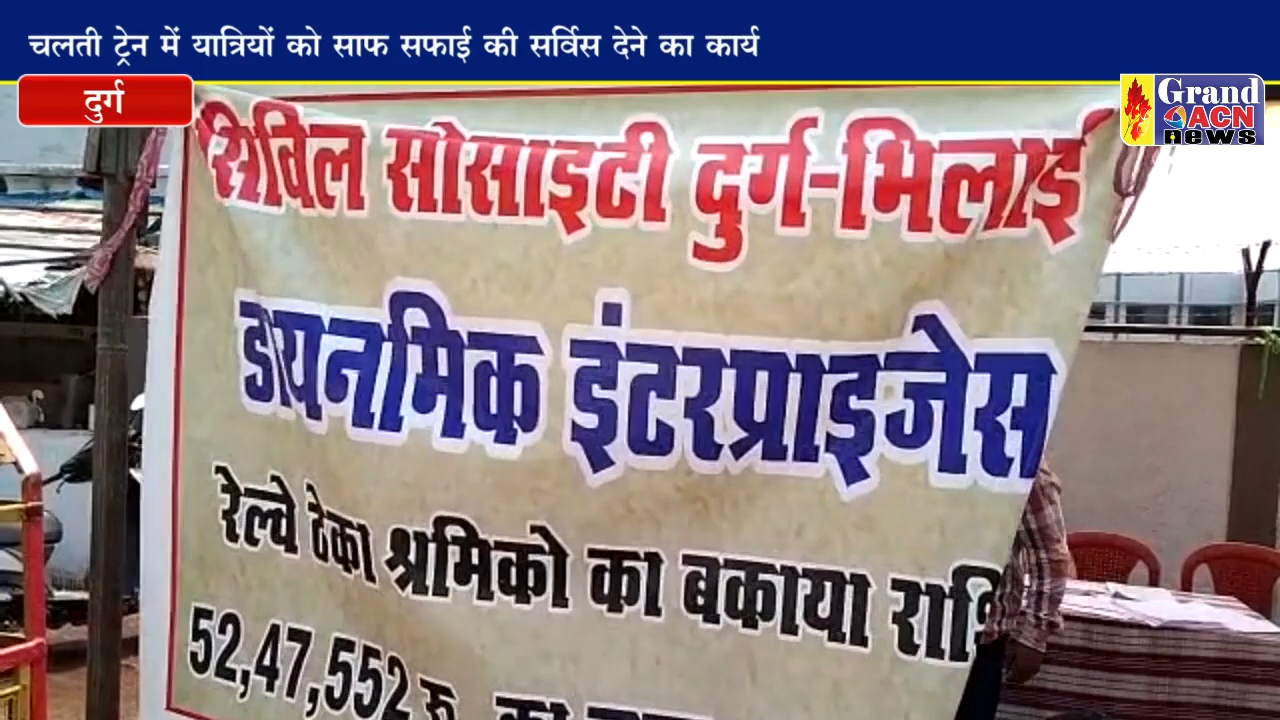 चलती ट्रेन में यात्रियों को साफ सफाई की सर्विस देने का कार्य
दुर्ग
Grand
ACN
news
सिविल सोसाइटी दुर्ग-भिलाई
डायनमिक इंटरप्राइजेस
रेल्वे ठेका श्रमिको का बकाया
52,47,552 रू. का